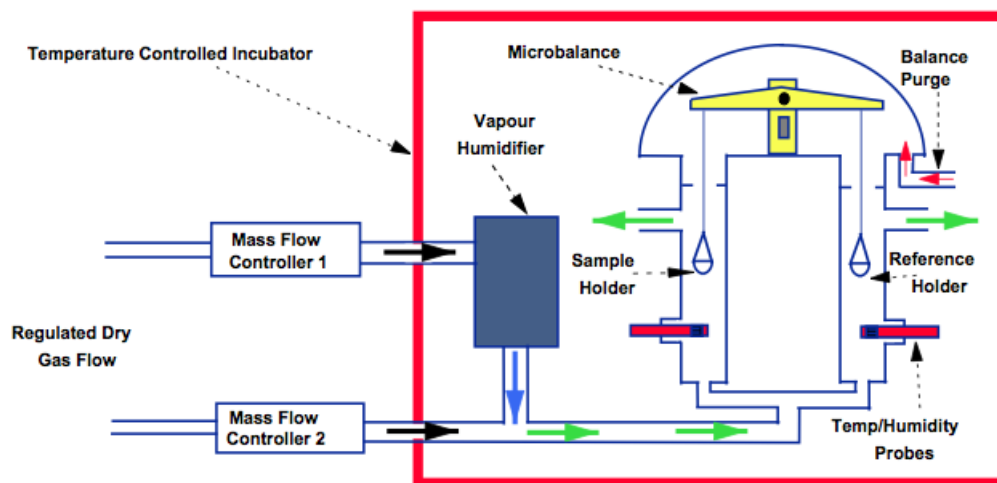 Temperature Controlled Incubator
Microbalance
Balance
Purge
Vapour
Humidifier
Mass Flow
Controller 1
Sample
Holder
Reference
Holder
Regulated Dry
Gas Flow
Mass Flow
Controller 2
Temp/Humidity
Probes